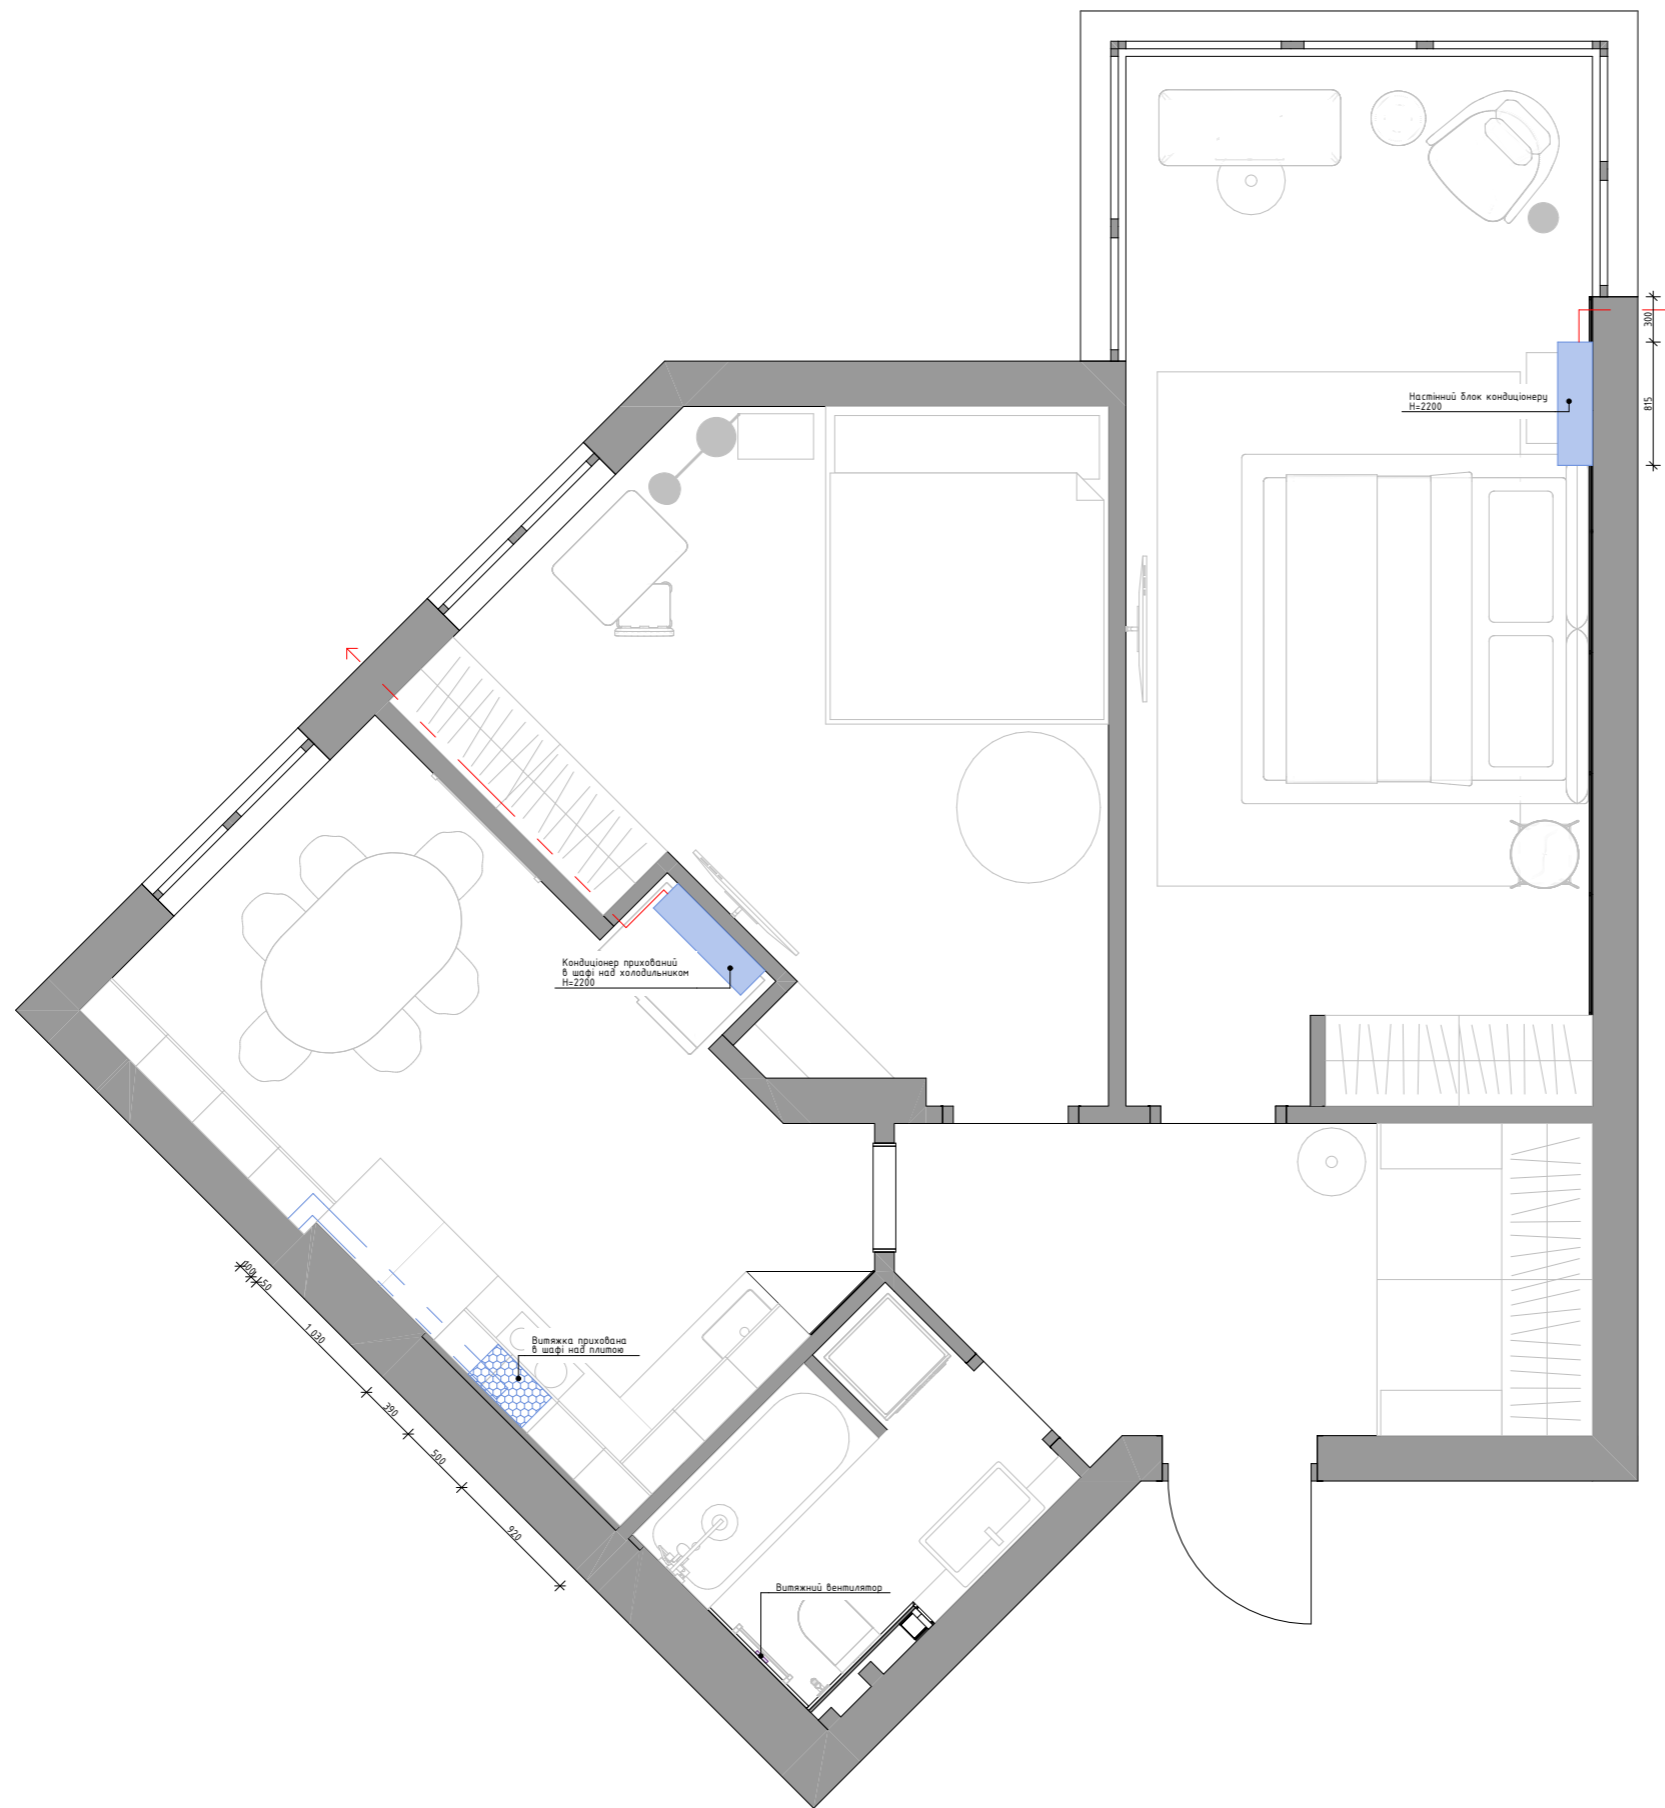 300
Настінний блок кондиціонеру
H=2200
815
Кондиціонер прихований
в шафі над холодильником
H=2200
50
1 030
Витяжка прихована
в шафі над плитою
390
500
920
Витяжний вентилятор